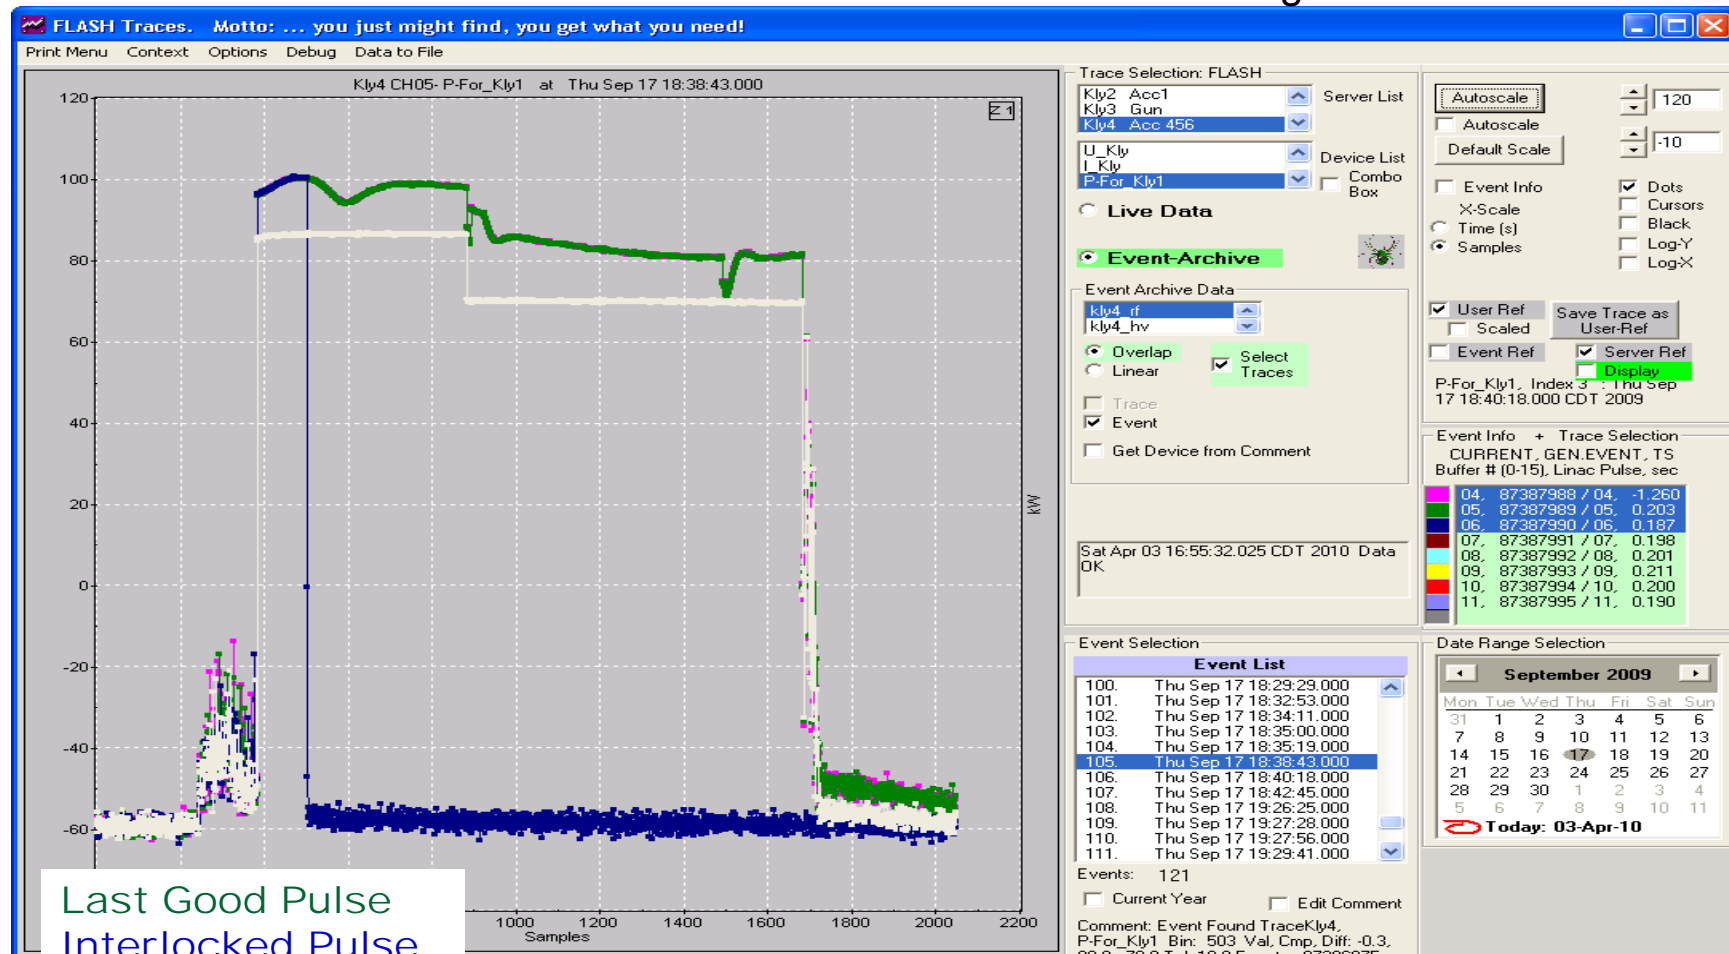 FLASH Traces. Motto: ... you just might find, you get what you need!
Print Menu Context Options Debug Data to File
Kly4 CH05- P-For_Kly1 at Thu Sep 17 18:38:43.000
Z 1
120
100
80
60
40
20
0
-20
-40
-60
kW
1000 1200 1400 1600 1800 2000 2200
Samples
Last Good Pulse
Interlocked Pulse
Trace Selection: FLASH
Kly2 Acc1
Kly3 Gun
Kly4 Acc 456
Server List
U_Kly
I_Kly
P-For_Kly1
Device List
Combo
Box
Live Data
Event-Archive
Event Archive Data
kly4_rf
kly4_hv
Overlap
Linear
Select
Traces
Trace
Event
Get Device from Comment
Sat Apr 03 16:55:32.025 CDT 2010 Data
OK
Event Selection
Event List
100. Thu Sep 17 18:29:29.000
101. Thu Sep 17 18:32:53.000
102. Thu Sep 17 18:34:11.000
103. Thu Sep 17 18:35:00.000
104. Thu Sep 17 18:35:19.000
105. Thu Sep 17 18:38:43.000
106. Thu Sep 17 18:40:18.000
107. Thu Sep 17 18:42:45.000
108. Thu Sep 17 19:26:25.000
109. Thu Sep 17 19:27:28.000
110. Thu Sep 17 19:27:56.000
111. Thu Sep 17 19:29:41.000
Events: 121
Current Year
Edit Comment
Comment: Event Found TraceKly4,
P-For_Kly1 Bin: 503 Val, Cmp, Diff: -0.3,
Autoscale
120
Autoscale
-10
Default Scale
Event Info
X-Scale
Time (s)
Samples
Dots
Cursors
Black
Log-Y
Log-X
User Ref
Scaled
Save Trace as
User-Ref
Event Ref
Server Ref
Display
P-For_Kly1, Index 3 : Thu Sep
17 18:40:18.000 CDT 2009
Event Info + Trace Selection
CURRENT, GEN.EVENT, TS
Buffer # (0-15), Linac Pulse, sec
04, 87387988 / 04, -1.260
05, 87387989 / 05, 0.203
06, 87387990 / 06, 0.187
07, 87387991 / 07, 0.198
08, 87387992 / 08, 0.201
09, 87387993 / 09, 0.211
10, 87387994 / 10, 0.200
11, 87387995 / 11, 0.190
Date Range Selection
September 2009
Mon Tue Wed Thu Fri Sat Sun
31 1 2 3 4 5 6
7 8 9 10 11 12 13
14 15 16 17 18 19 20
21 22 23 24 25 26 27
28 29 30 1 2 3 4
5 6 7 8 9 10 11
Today: 03-Apr-10